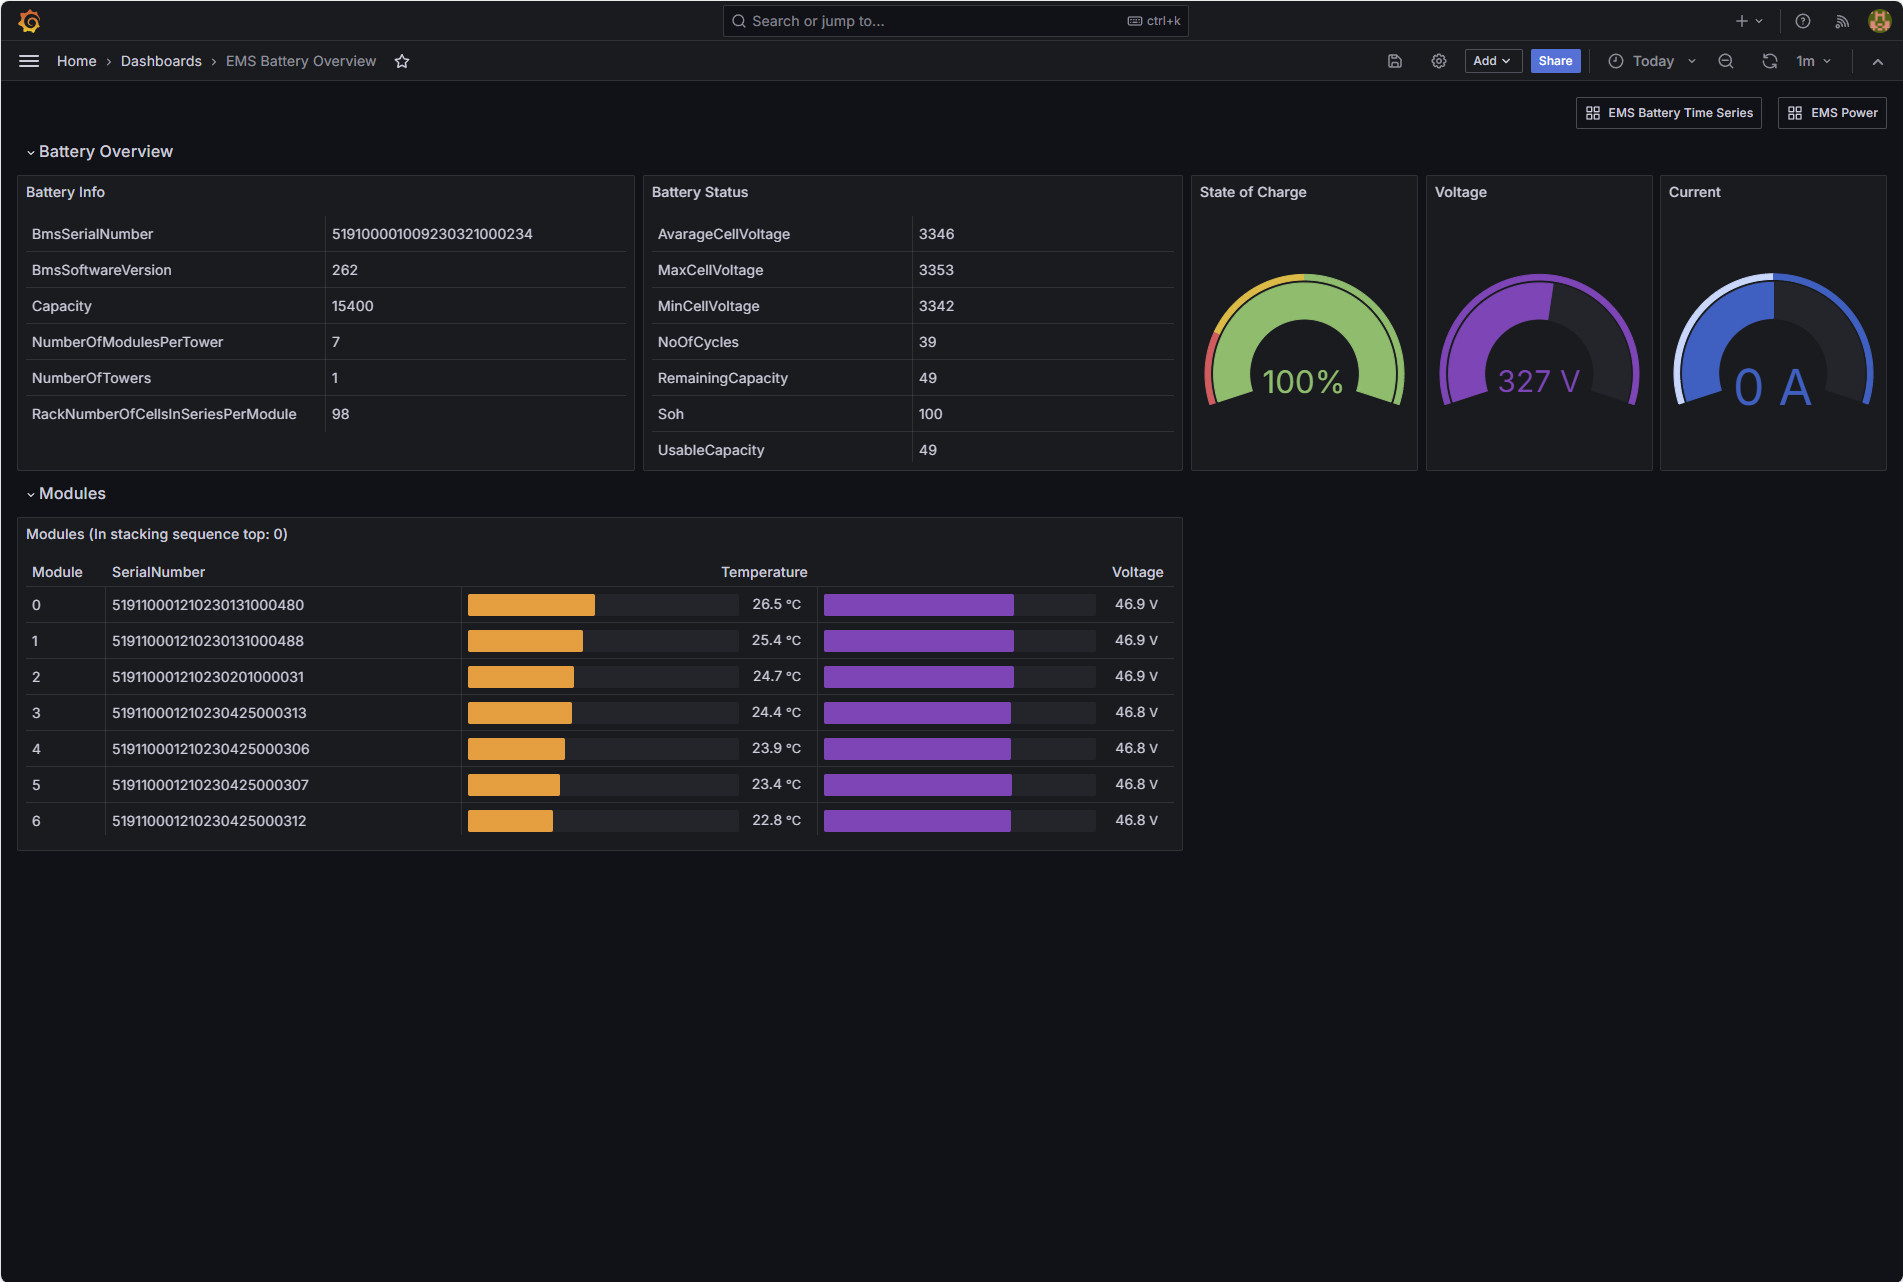 Search or jump to... ctrl+k
Home › Dashboards › EMS Battery Overview Add Share Today 1m
EMS Battery Time Series EMS Power
Battery Overview
Battery Info
BmsSerialNumber 519100001009230321000234
BmsSoftwareVersion 262
Capacity 15400
NumberOfModulesPerTower 7
NumberOfTowers 1
RackNumberOfCellsInSeriesPerModule 98
Battery Status
AvarageCellVoltage 3346
MaxCellVoltage 3353
MinCellVoltage 3342
NoOfCycles 39
RemainingCapacity 49
Soh 100
UsableCapacity 49
State of Charge
100%
Voltage
327 V
Current
0 A
Modules
Modules (In stacking sequence top: 0)
Module SerialNumber Temperature Voltage
0 519110001210230131000480 26.5 °C 46.9 V
1 519110001210230131000488 25.4 °C 46.9 V
2 519110001210230201000031 24.7 °C 46.9 V
3 519110001210230425000313 24.4 °C 46.8 V
4 519110001210230425000306 23.9 °C 46.8 V
5 519110001210230425000307 23.4 °C 46.8 V
6 519110001210230425000312 22.8 °C 46.8 V